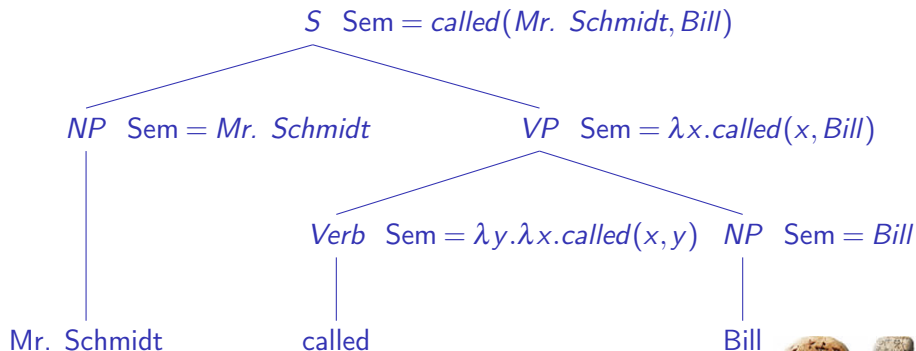 S Sem = called(Mr. Schmidt, Bill)
NP Sem = Mr. Schmidt VP Sem = λx.called(x, Bill)
Verb Sem = λy.λx.called(x, y) NP Sem = Bill
Mr. Schmidt called Bill